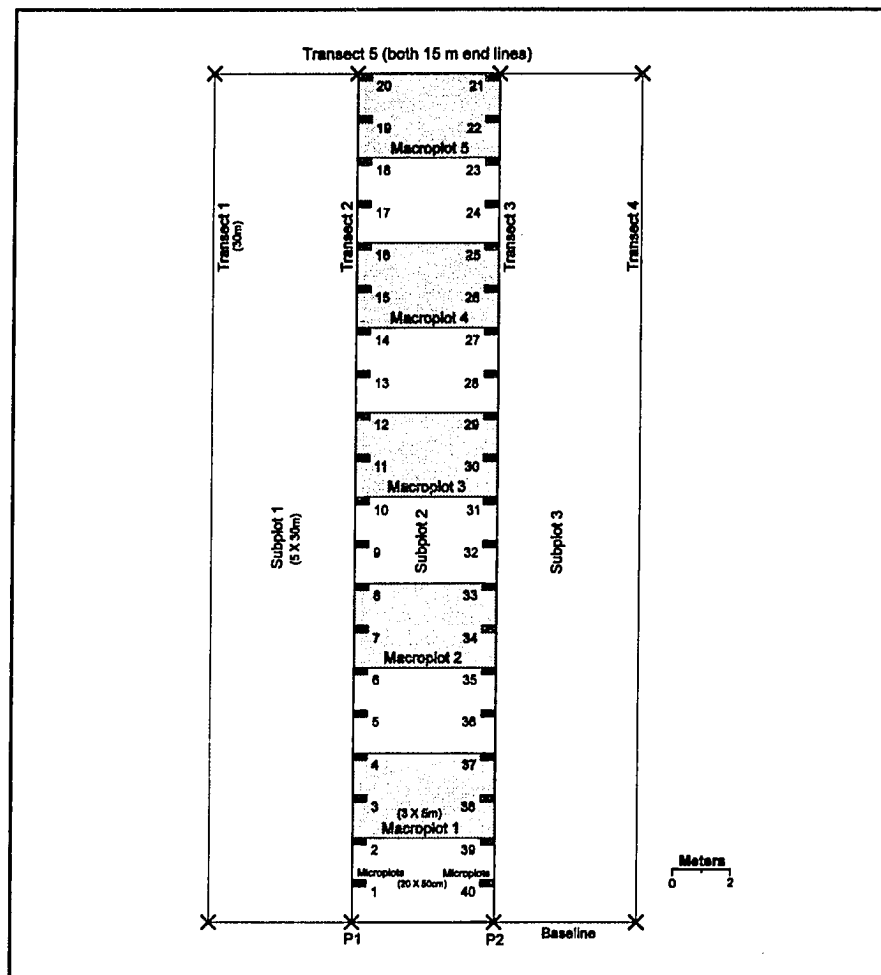 Transect 5 (both 15 m end lines)
20 21
19 22
Macroplot 5
18 23
17 24
Transect 1
(30m)
Transect 2
Transect 3
Transect 4
16 25
15 26
Macroplot 4
14 27
13 28
12 29
11 30
Macroplot 3
10 31
Subplot 1
(5 X 30m)
Subplot 2
Subplot 3
9 32
8 33
7 34
Macroplot 2
6 35
5 36
4 37
3 38
(3 X 5m)
Macroplot 1
2 39
Microplots Microplots
1 (20 X 50cm) 40
Meters
0 2
P1 P2 Baseline